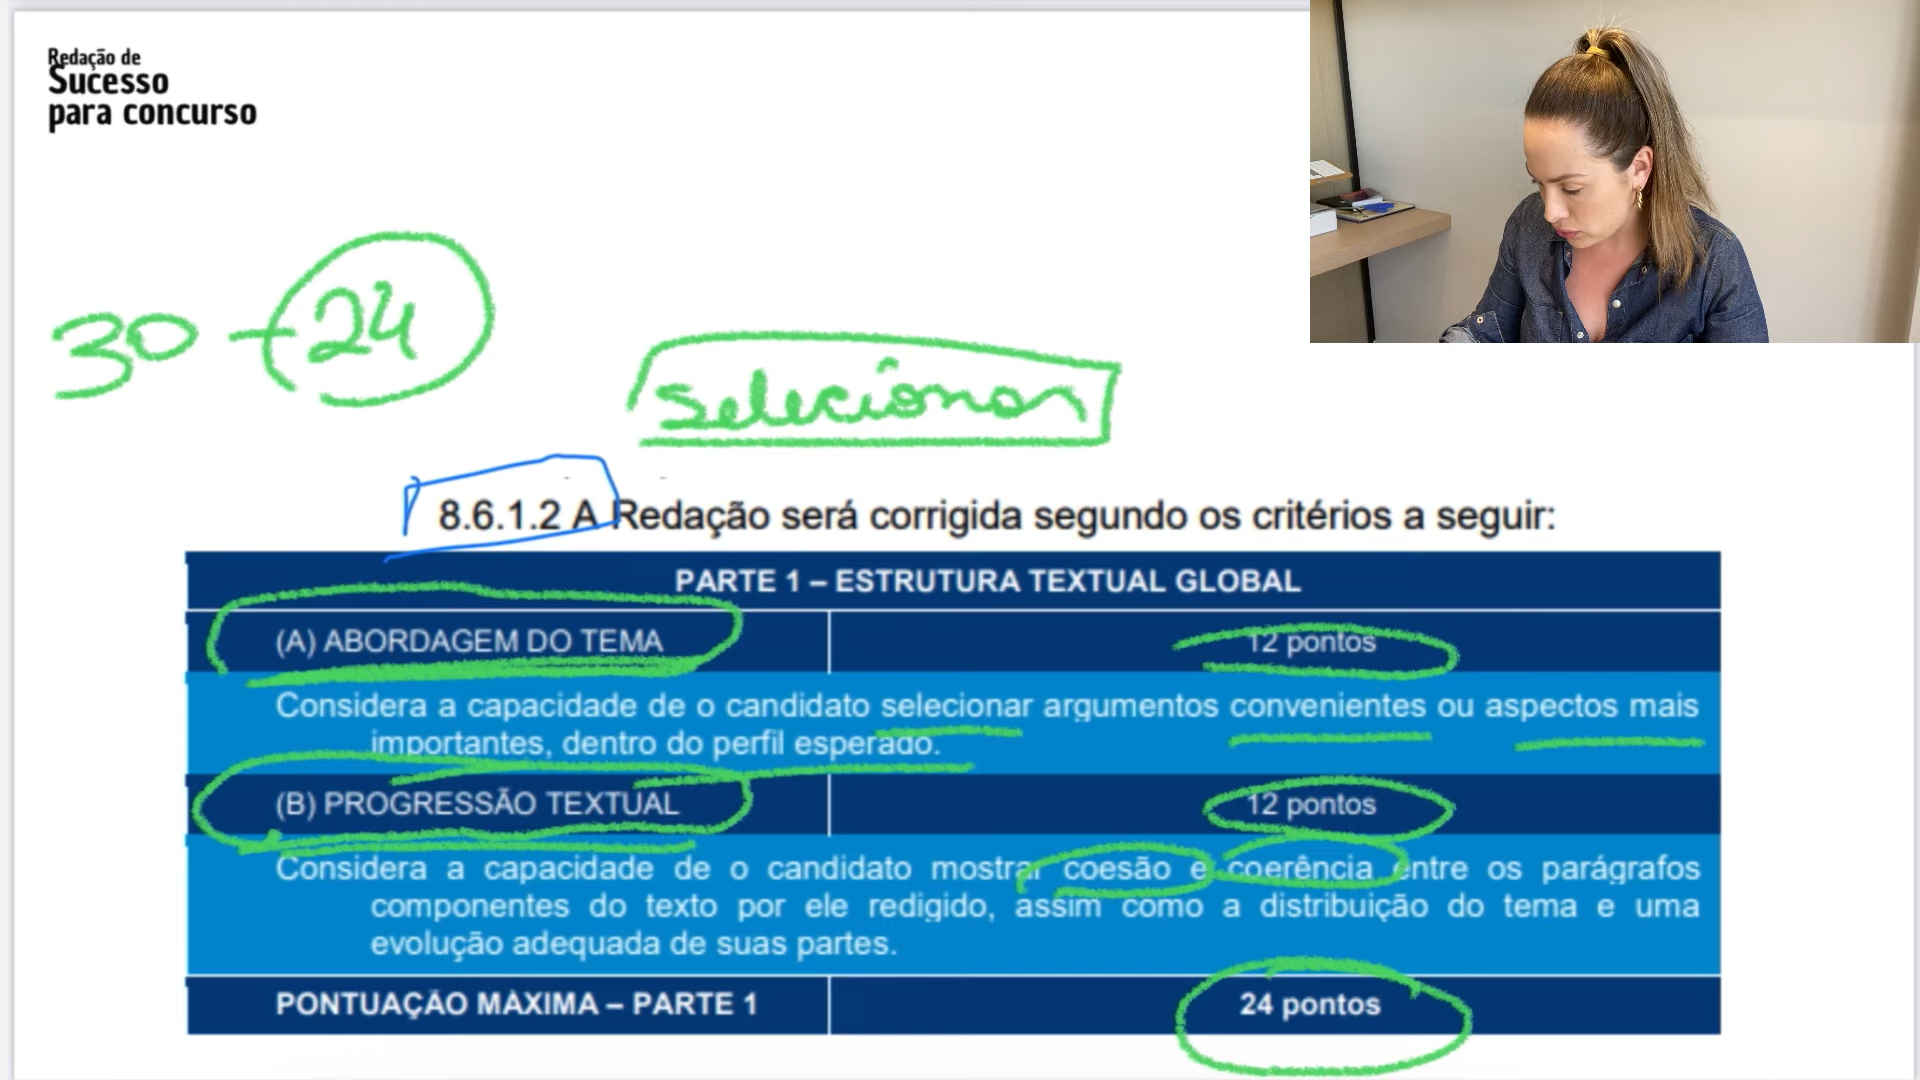 Redação de
Sucesso
para concurso
30 - 24
selecionar
8.6.1.2 A Redação será corrigida segundo os critérios a seguir:
PARTE 1 – ESTRUTURA TEXTUAL GLOBAL
(A) ABORDAGEM DO TEMA 12 pontos
Considera a capacidade de o candidato selecionar argumentos convenientes ou aspectos mais
importantes, dentro do perfil esperado.
(B) PROGRESSÃO TEXTUAL 12 pontos
Considera a capacidade de o candidato mostrar coesão e coerência entre os parágrafos
componentes do texto por ele redigido, assim como a distribuição do tema e uma
evolução adequada de suas partes.
PONTUAÇÃO MÁXIMA – PARTE 1 24 pontos